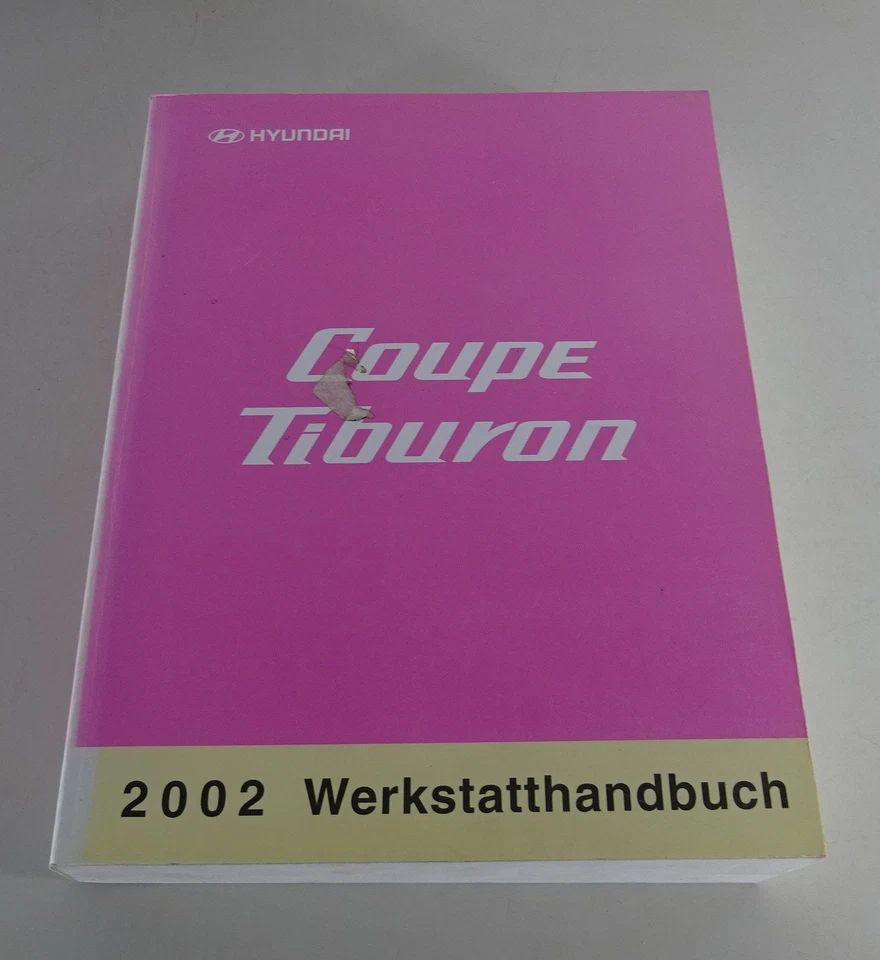 HYUNDAI
Coupe
Tiburon
2002 Werkstatthandbuch